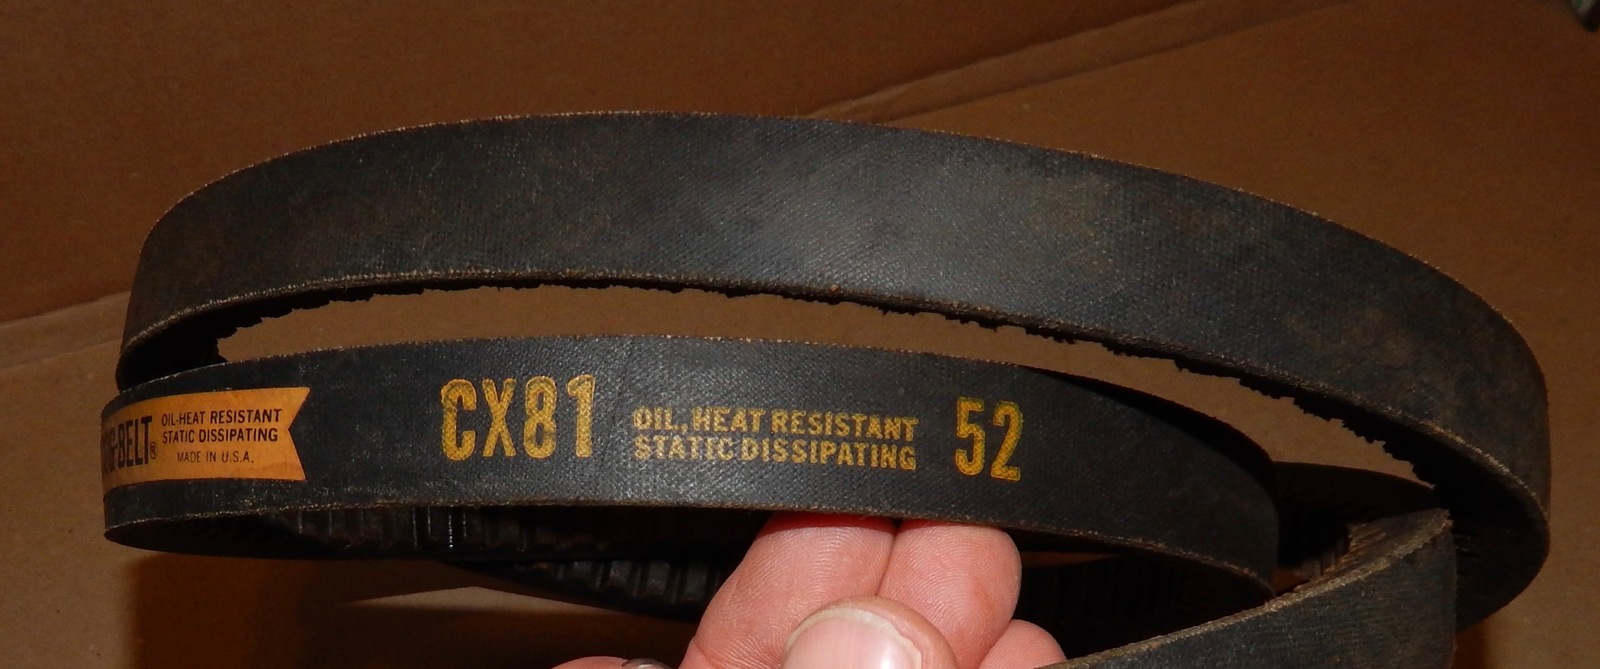 BELT®
OIL-HEAT RESISTANT
STATIC DISSIPATING
MADE IN U.S.A.
CX81
OIL, HEAT RESISTANT
STATIC DISSIPATING
52